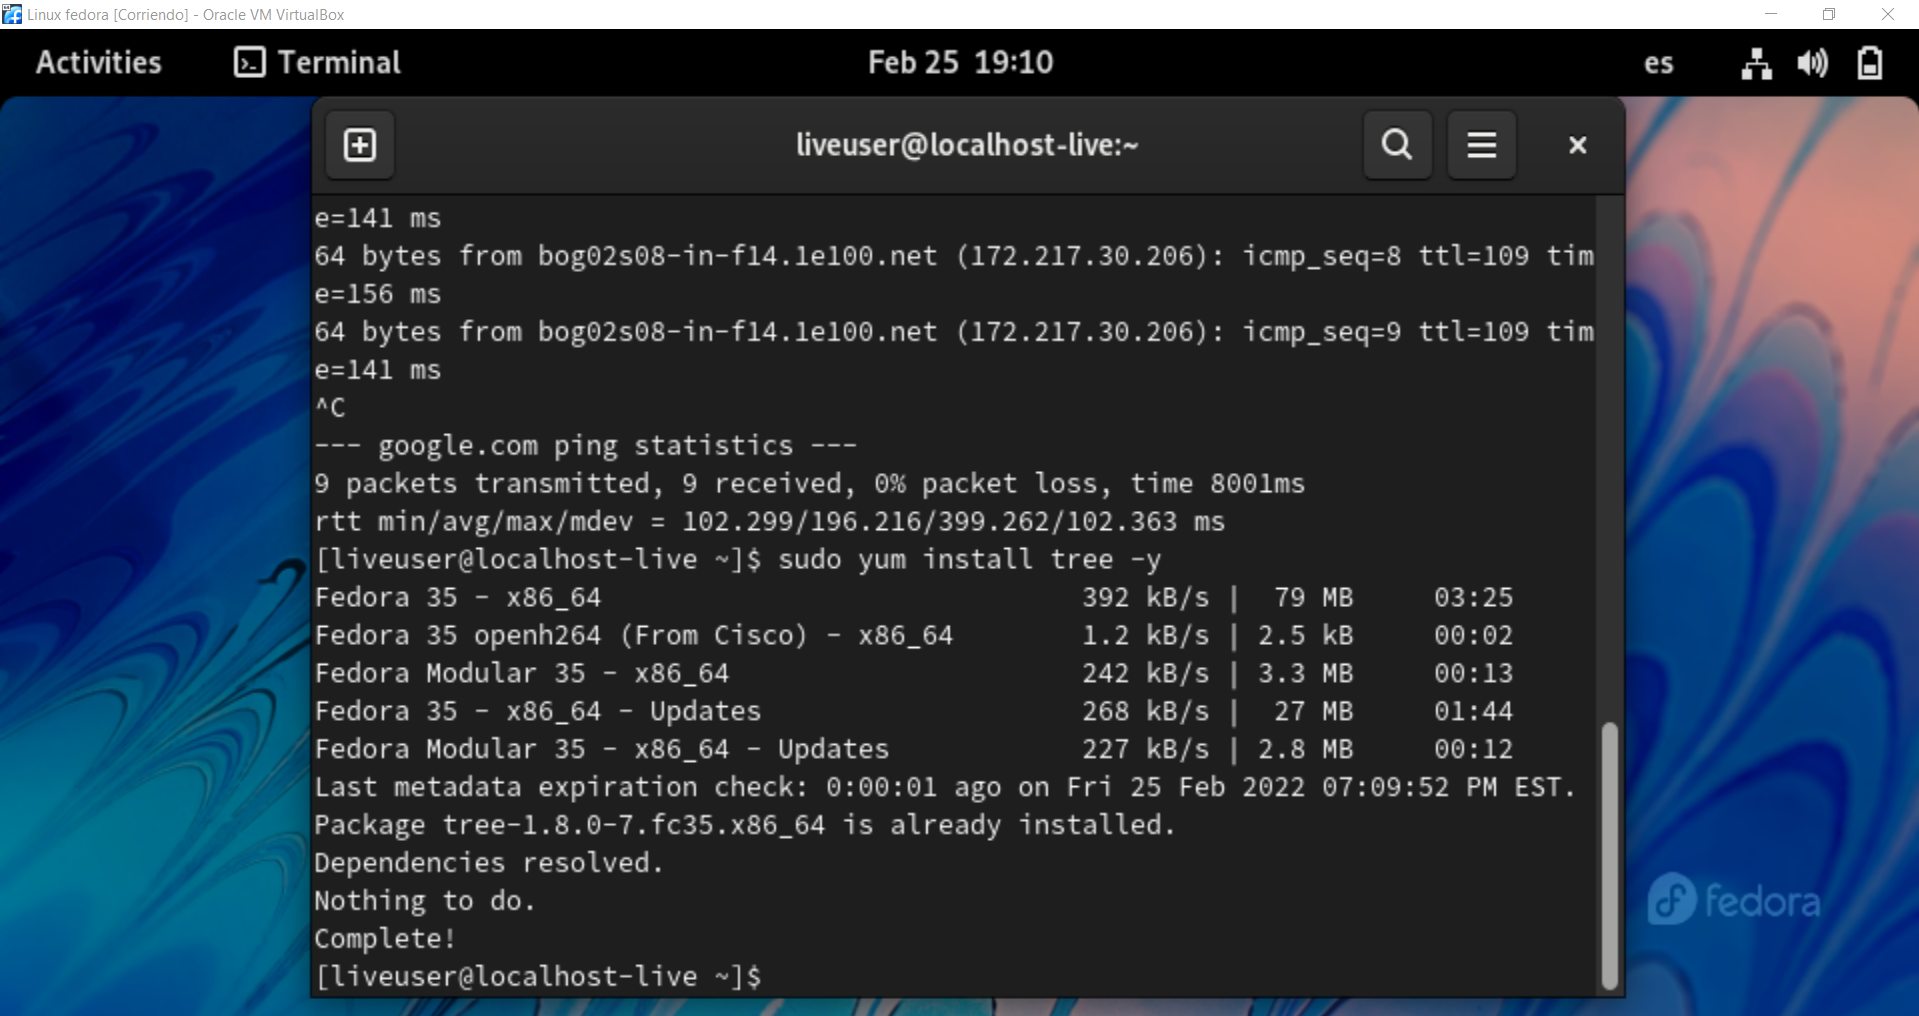 Linux fedora [Corriendo] - Oracle VM VirtualBox
Activities Terminal Feb 25 19:10 es
liveuser@localhost-live:~
e=141 ms
64 bytes from bog02s08-in-f14.1e100.net (172.217.30.206): icmp_seq=8 ttl=109 tim
e=156 ms
64 bytes from bog02s08-in-f14.1e100.net (172.217.30.206): icmp_seq=9 ttl=109 tim
e=141 ms
^C
--- google.com ping statistics ---
9 packets transmitted, 9 received, 0% packet loss, time 8001ms
rtt min/avg/max/mdev = 102.299/196.216/399.262/102.363 ms
[liveuser@localhost-live ~]$ sudo yum install tree -y
Fedora 35 - x86_64 392 kB/s | 79 MB 03:25
Fedora 35 openh264 (From Cisco) - x86_64 1.2 kB/s | 2.5 kB 00:02
Fedora Modular 35 - x86_64 242 kB/s | 3.3 MB 00:13
Fedora 35 - x86_64 - Updates 268 kB/s | 27 MB 01:44
Fedora Modular 35 - x86_64 - Updates 227 kB/s | 2.8 MB 00:12
Last metadata expiration check: 0:00:01 ago on Fri 25 Feb 2022 07:09:52 PM EST.
Package tree-1.8.0-7.fc35.x86_64 is already installed.
Dependencies resolved.
Nothing to do.
Complete!
[liveuser@localhost-live ~]$
fedora